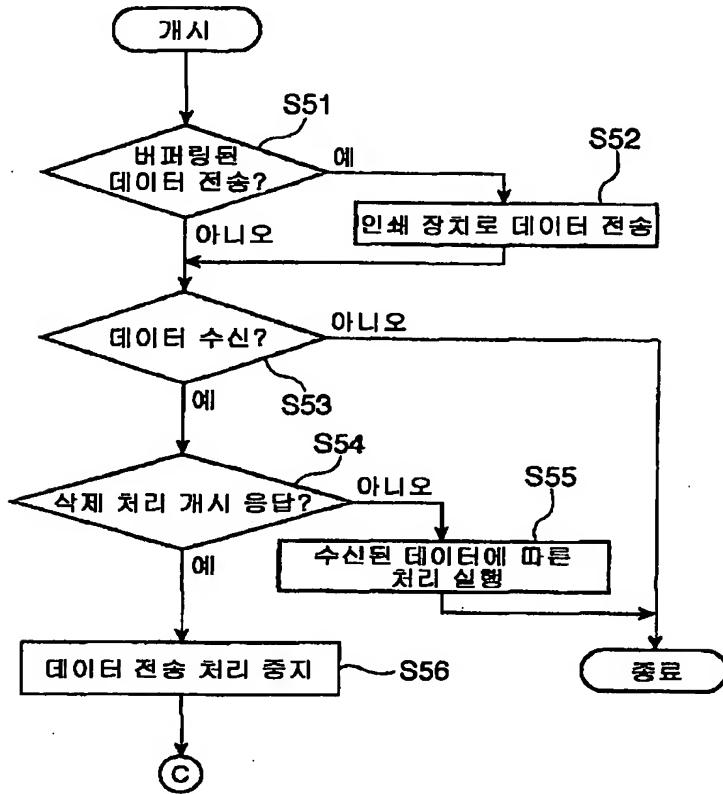 개시
S51
버퍼링된
데이터 전송?
예
S52
인쇄 장치로 데이터 전송
아니오
데이터 수신?
아니오
S53
예
S54
삭제 처리 개시 응답?
아니오
S55
수신된 데이터에 따른
처리 실행
예
데이터 전송 처리 중지
S56
종료
C